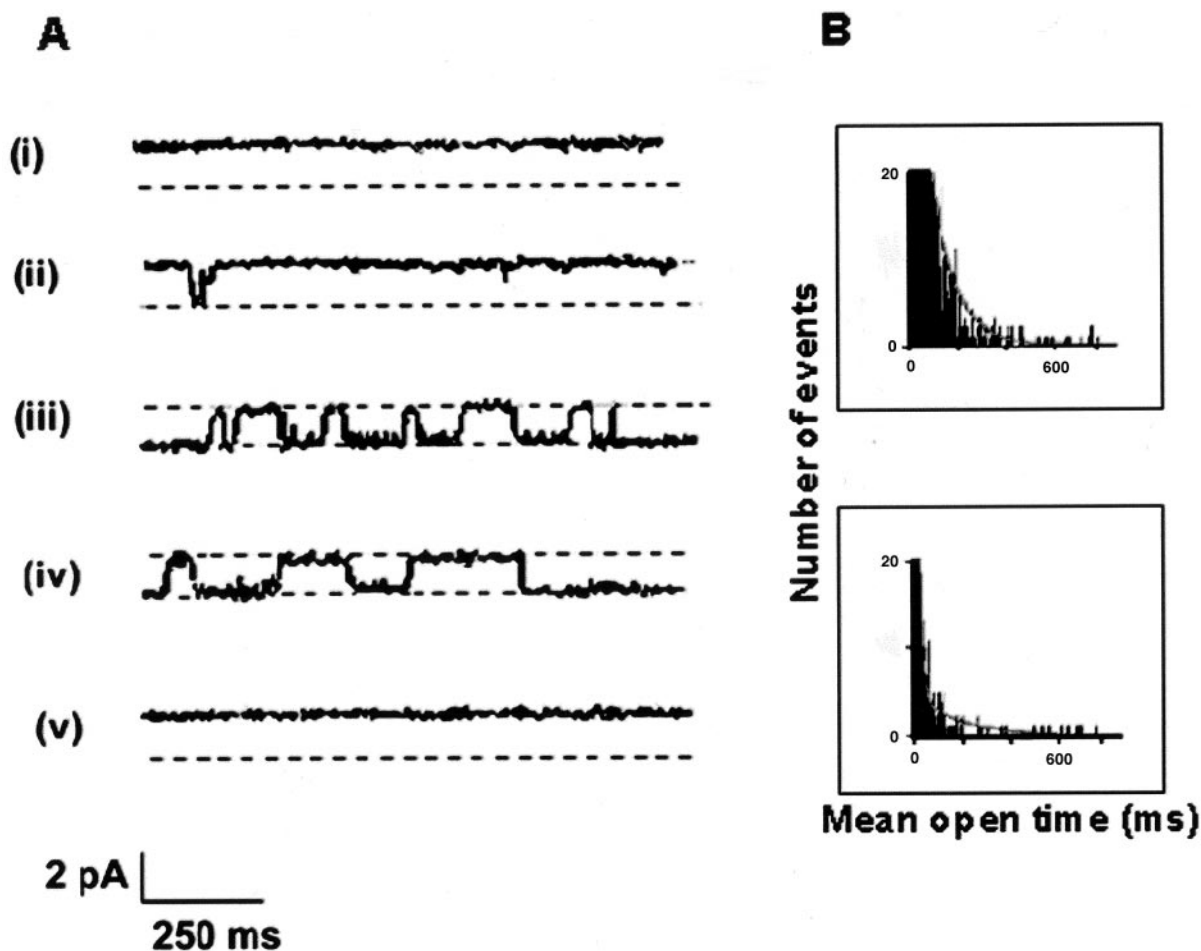 A
(i)
(ii)
(iii)
(iv)
(v)
2 pA
250 ms
B
Number of events
20
0
0
600
20
0
0
600
Mean open time (ms)